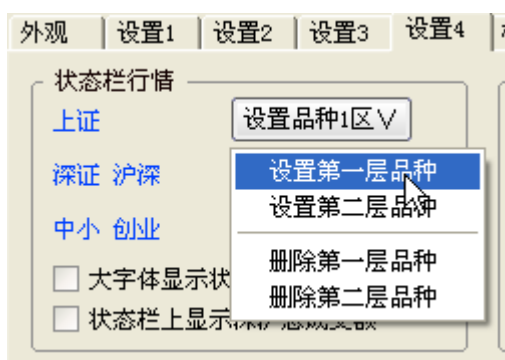 外观 设置1 设置2 设置3 设置4
状态栏行情
上证 设置品种1区∨
深证 沪深 设置第一层品种
设置第二层品种
中小 创业
删除第一层品种
大字体显示状
删除第二层品种
状态栏上显示